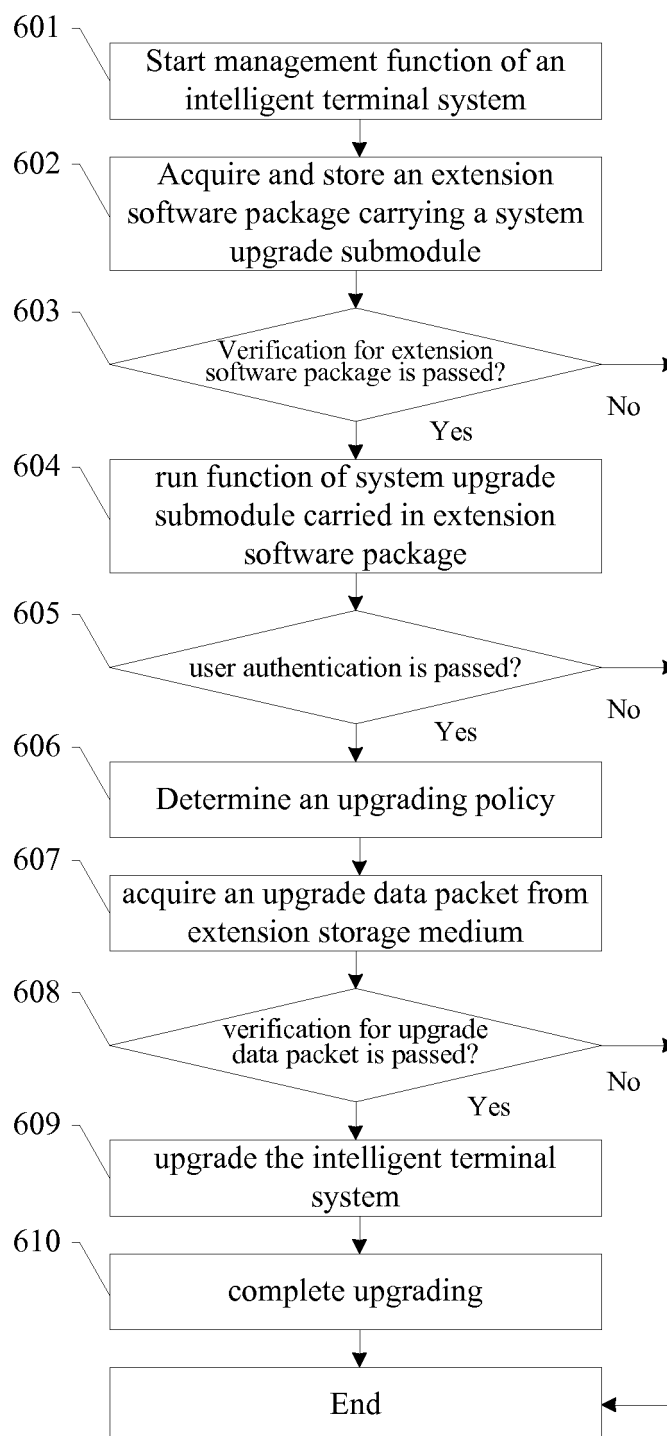 601
Start management function of an
intelligent terminal system
602
Acquire and store an extension
software package carrying a system
upgrade submodule
603
Verification for extension
software package is passed?
No
Yes
604
run function of system upgrade
submodule carried in extension
software package
605
user authentication is passed?
No
Yes
606
Determine an upgrading policy
607
acquire an upgrade data packet from
extension storage medium
608
verification for upgrade
data packet is passed?
No
Yes
609
upgrade the intelligent terminal
system
610
complete upgrading
End